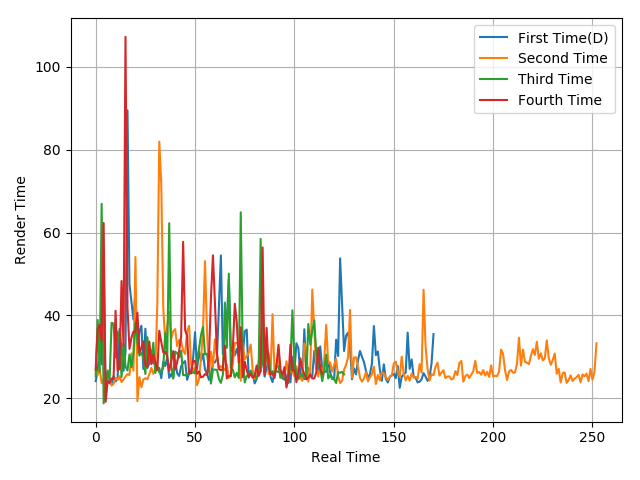 First Time(D)
Second Time
Third Time
Fourth Time
100
80
60
40
20
Render Time
0
50
100
150
200
250
Real Time